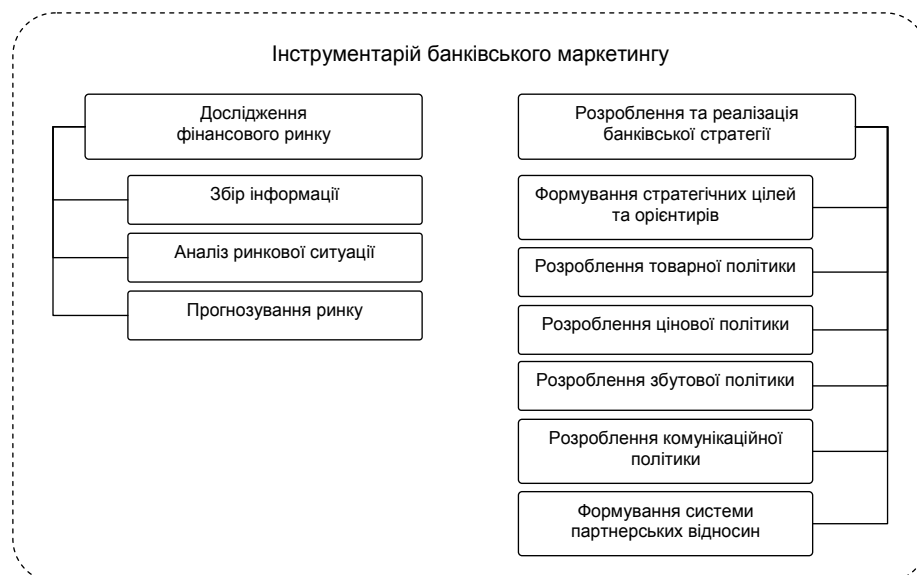 Інструментарій банківського маркетингу
Дослідження
фінансового ринку
Збір інформації
Аналіз ринкової ситуації
Прогнозування ринку
Розроблення та реалізація
банківської стратегії
Формування стратегічних цілей
та орієнтирів
Розроблення товарної політики
Розроблення цінової політики
Розроблення збутової політики
Розроблення комунікаційної
політики
Формування системи
партнерських відносин